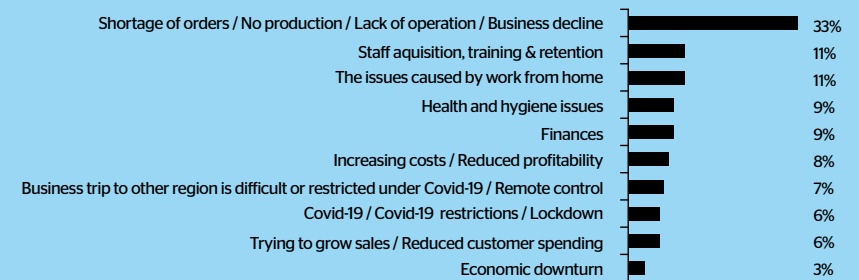 Shortage of orders / No production / Lack of operation / Business decline 33%
Staff aquisition, training & retention 11%
The issues caused by work from home 11%
Health and hygiene issues 9%
Finances 9%
Increasing costs / Reduced profitability 8%
Business trip to other region is difficult or restricted under Covid-19 / Remote control 7%
Covid-19 / Covid-19 restrictions / Lockdown 6%
Trying to grow sales / Reduced customer spending 6%
Economic downturn 3%